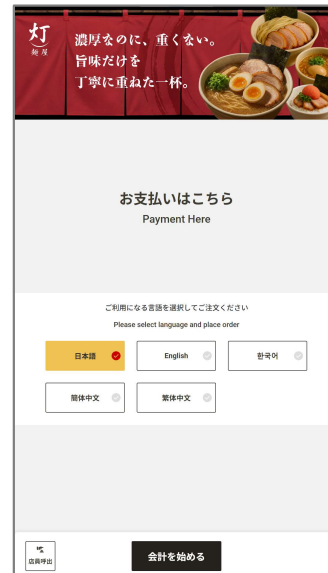 灯
麺屋
濃厚なのに、重くない。
旨味だけを
丁寧に重ねた一杯。
お支払いはこちら
Payment Here
ご利用になる言語を選択してご注文ください
Please select language and place order
日本語
English
한국어
簡体中文
繁体中文
店員呼出
会計を始める